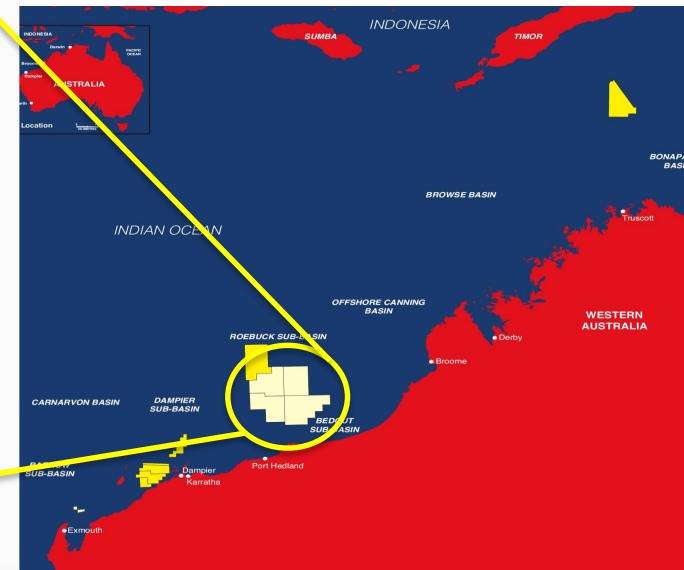 INDONESIA
Darwin
PACIFIC
OCEAN
Broome
Dampier
AUSTRALIA
Location
INDONESIA
SUMBA
TIMOR
BROWSE BASIN
Truscott
INDIAN OCEAN
OFFSHORE CANNING
BASIN
WESTERN
AUSTRALIA
ROEBUCK SUB-BASIN
Derby
Broome
CARNARVON BASIN
DAMPIER
SUB-BASIN
BEDOUT
SUB-BASIN
SUB-BASIN
Port Hedland
Dampier
Karratha
Exmouth